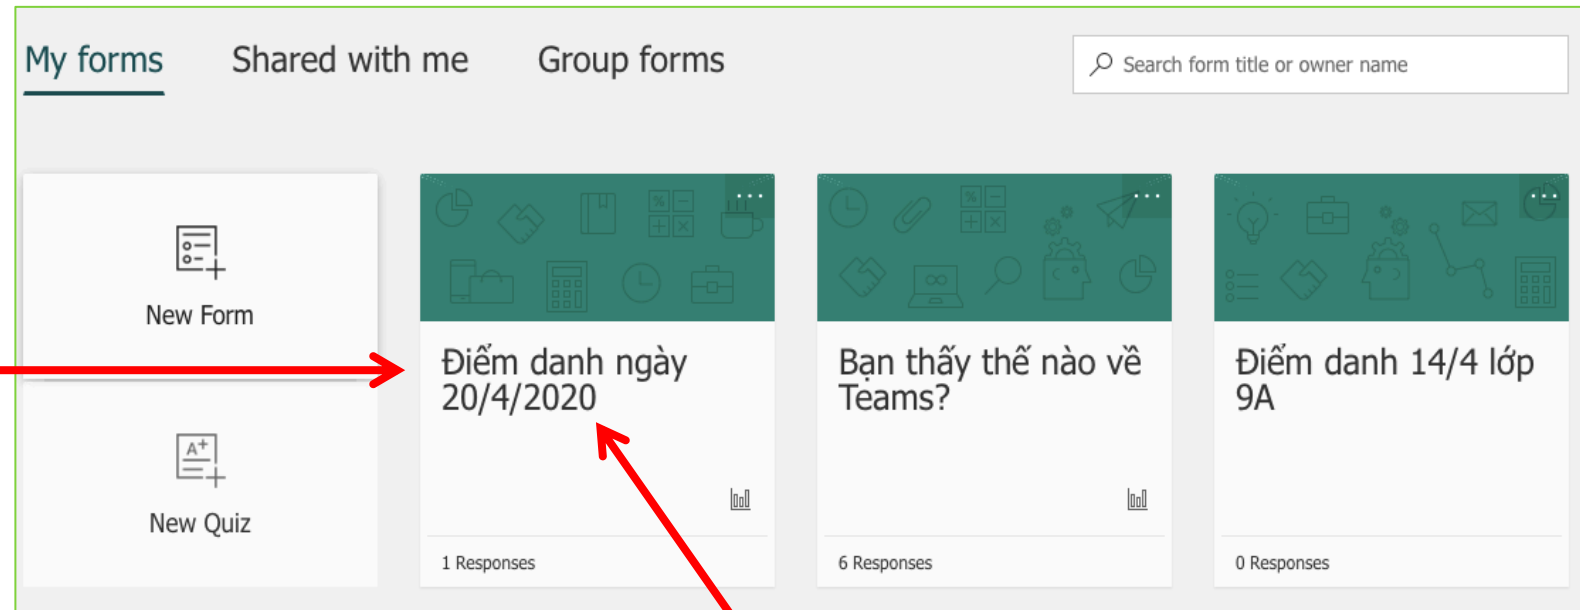 My forms
Shared with me
Group forms
Search form title or owner name
New Form
New Quiz
Điểm danh ngày
20/4/2020
1 Responses
Bạn thấy thế nào về
Teams?
6 Responses
Điểm danh 14/4 lớp
9A
0 Responses